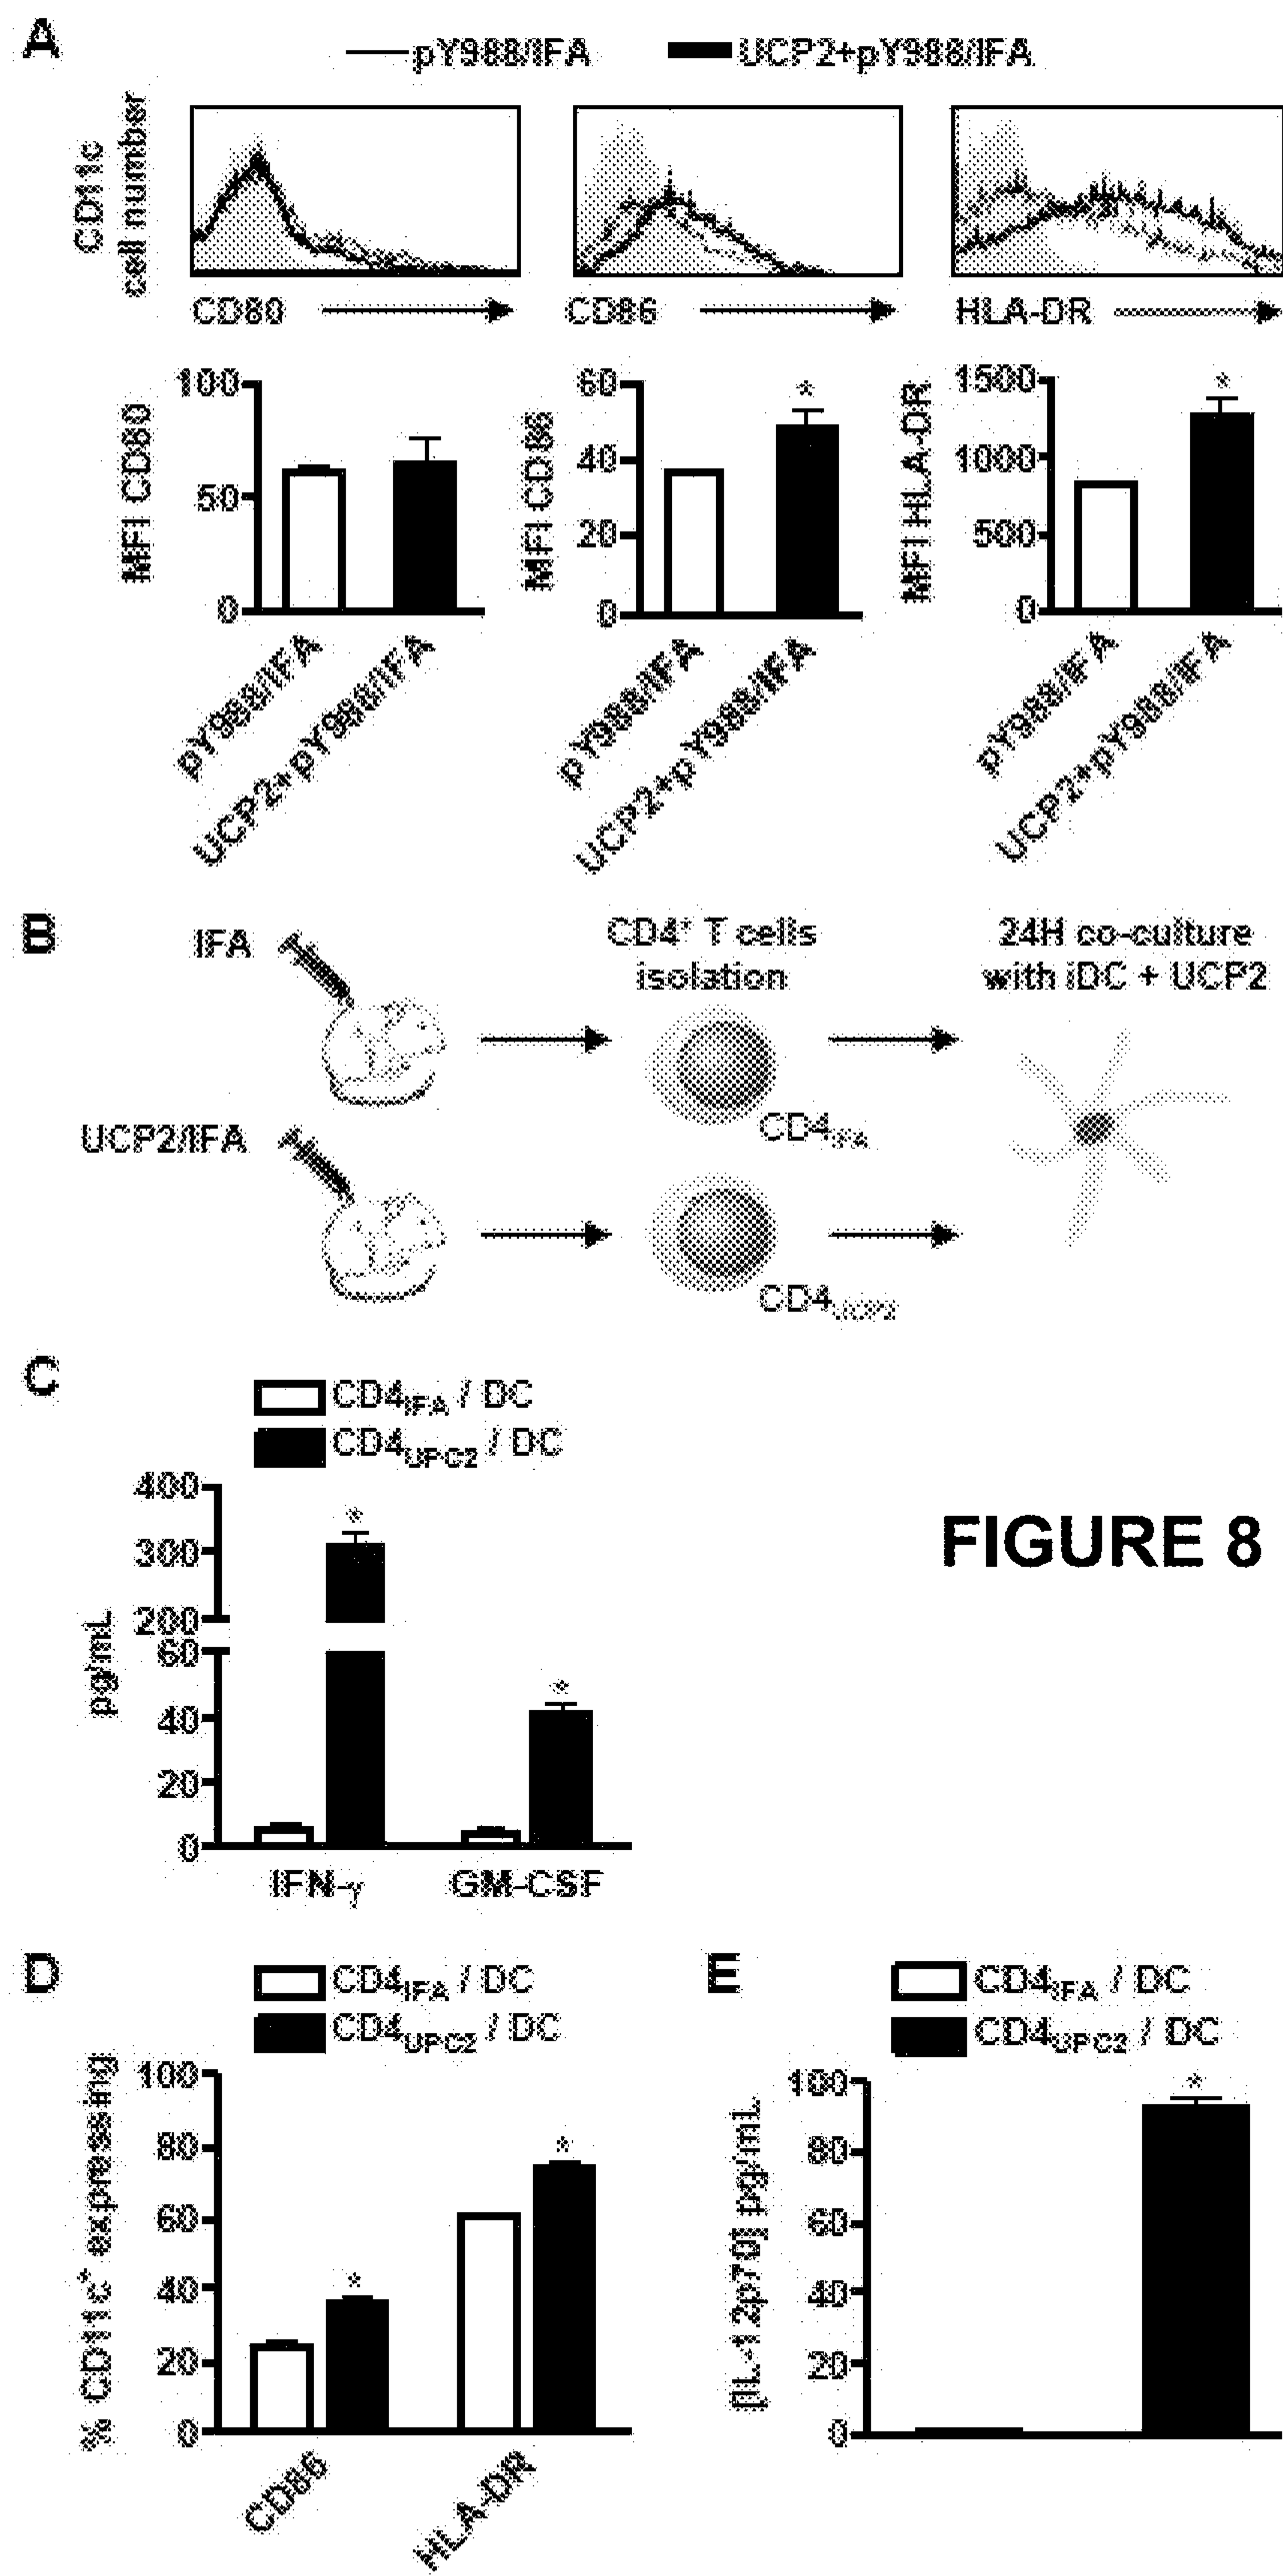 A
pY988/IFA UCP2+pY988/IFA
CD11c
cell number
CD80 CD86 HLA-DR
MFI CD80
100
50
0
MFI CD86
60
40
20
0
MFI HLA-DR
1500
1000
500
0
* *
pY988/IFA
UCP2+pY988/IFA
pY988/IFA
UCP2+pY988/IFA
pY988/IFA
UCP2+pY988/IFA
B
IFA
CD4+ T cells
isolation
24H co-culture
with iDC + UCP2
CD4IFA
UCP2/IFA
CD4UCP2
C
CD4IFA / DC
CD4UPC2 / DC
pg/mL
400
300
200
60
40
20
0
*
*
IFN-γ GM-CSF
FIGURE 8
D
CD4IFA / DC
CD4UPC2 / DC
% CD11c+ expressing
100
80
60
40
20
0
*
*
CD86
HLA-DR
E
CD4IFA / DC
CD4UPC2 / DC
[IL-12p70] pg/mL
100
80
60
40
20
0
*